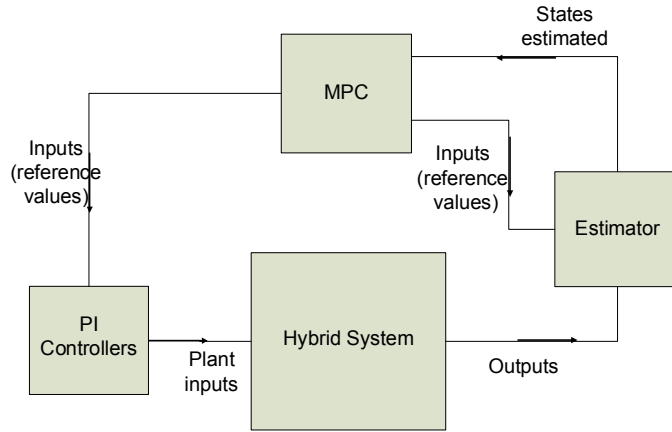 States
estimated
MPC
Inputs
(reference
values)
Inputs
(reference
values)
Estimator
PI
Controllers
Hybrid System
Plant
inputs
Outputs